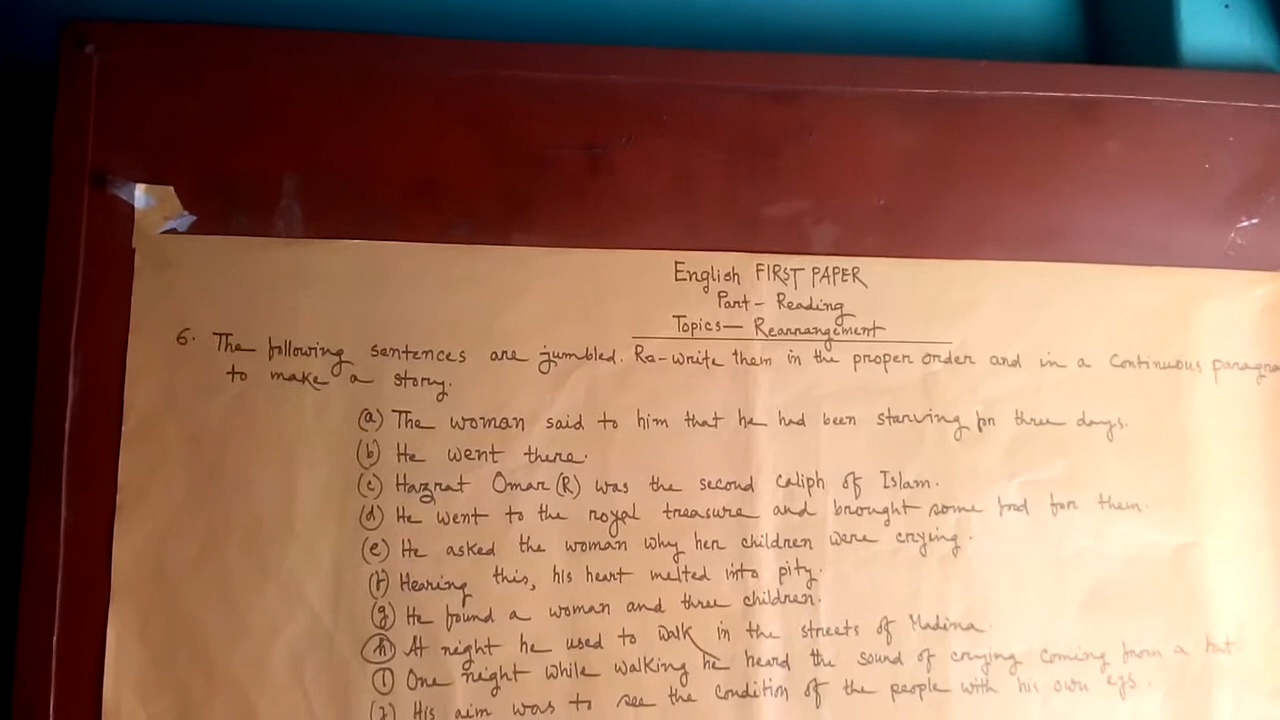 English FIRST PAPER
Part - Reading
Topics — Rearrangement
6. The following sentences are jumbled. Re-write them in the proper order and in a continuous
to make a story.
(a) The woman said to him that he had been starving for three days.
(b) He went there.
(c) Hazrat Omar (R) was the second caliph of Islam.
(d) He went to the royal treasure and brought some food for them.
(e) He asked the woman why her children were crying.
(f) Hearing this, his heart melted into pity.
(g) He found a woman and three children.
(h) At night he used to walk in the streets of Madina.
(i) One night while walking he heard the sound of crying coming from a hut.
(j) His aim was to see the condition of the people with his own eys.